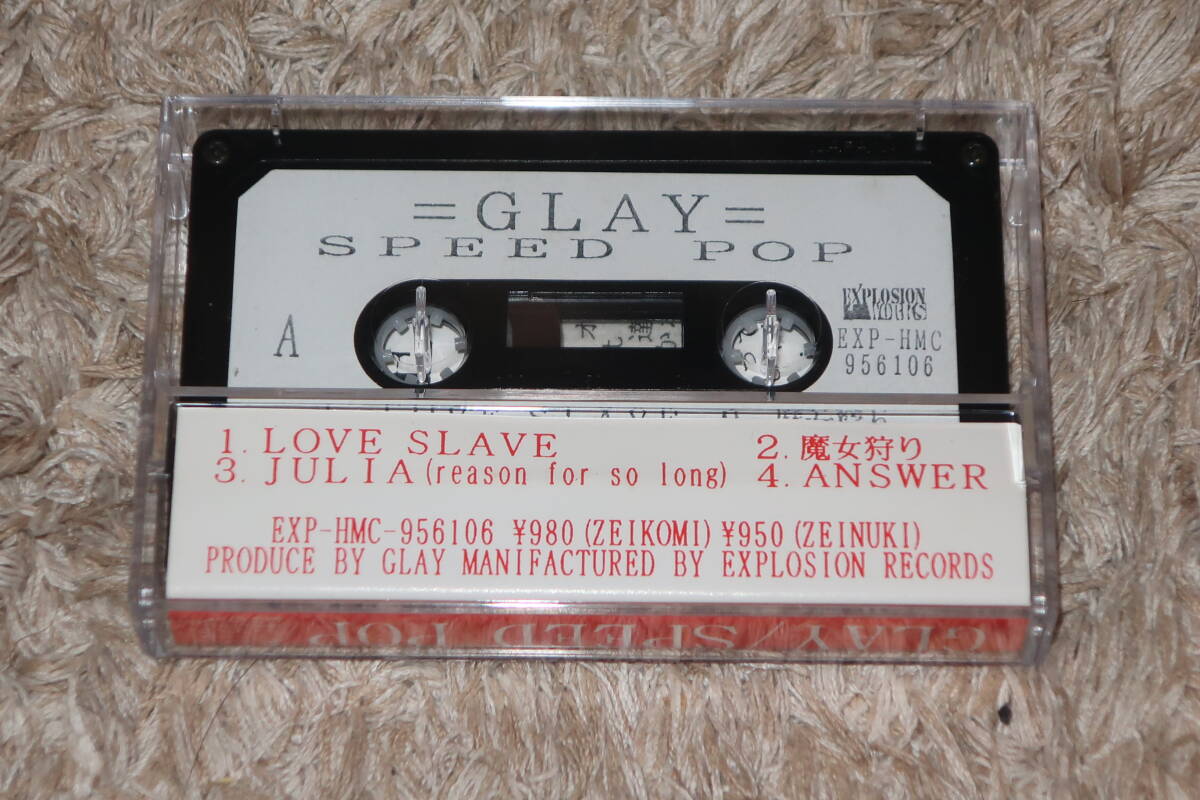 =GLAY=
SPEED POP
A
EXPLOSION
WORKS
EXP-HMC
956106
1. LOVE SLAVE 2. 魔女狩り
3. JULIA (reason for so long) 4. ANSWER
EXP-HMC-956106 ¥980 (ZEIKOMI) ¥950 (ZEINUKI)
PRODUCE BY GLAY MANIFACTURED BY EXPLOSION RECORDS
GLAY/SPEED POP